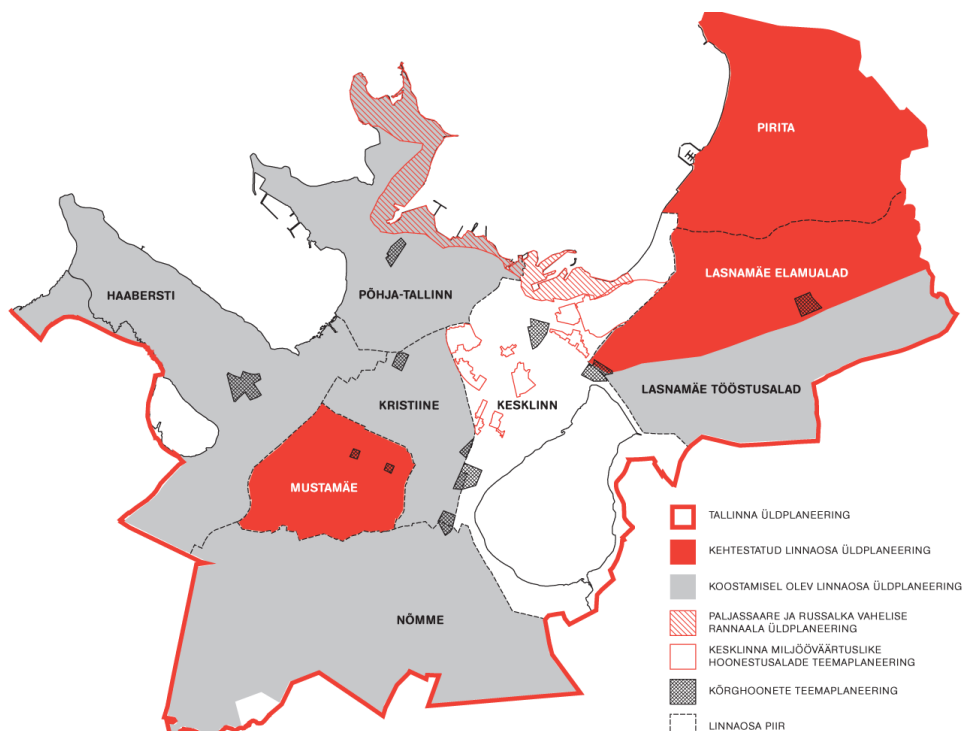 PIRITA
LASNAMÄE ELAMUALAD
HAABERSTI
PÕHJA-TALLINN
LASNAMÄE TÖÖSTUSALAD
KRISTIINE
KESKLINN
MUSTAMÄE
NÕMME
TALLINNA ÜLDPLANEERING
KEHTESTATUD LINNAOSA ÜLDPLANEERING
KOOSTAMISEL OLEV LINNAOSA ÜLDPLANEERING
PALJASSAARE JA RUSSALKA VAHELISE
RANNAALA ÜLDPLANEERING
KESKLINNA MILJÖÖVÄÄRTUSLIKE
HOONESTUSALADE TEEMAPLANEERING
KÕRGHOONETE TEEMAPLANEERING
LINNAOSA PIIR